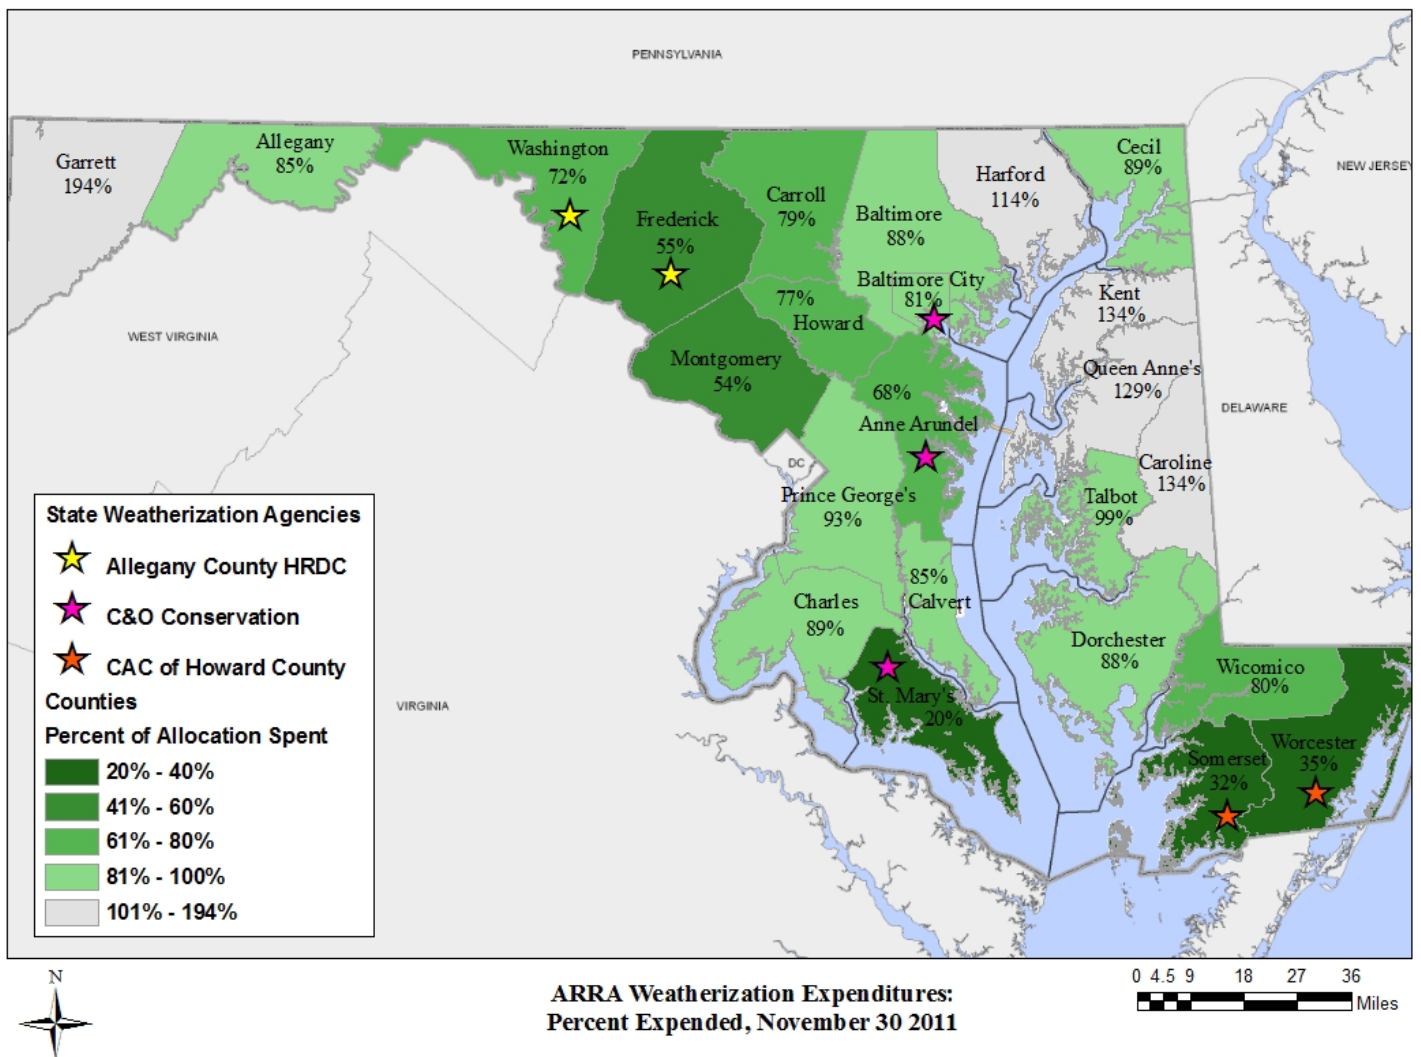 PENNSYLVANIA
Garrett
194%
Allegany
85%
Washington
72%
Frederick
55%
Carroll
79%
Baltimore
88%
Harford
114%
Cecil
89%
NEW JERSEY
Baltimore City
81%
Kent
134%
77%
Howard
WEST VIRGINIA
Montgomery
54%
Queen Anne's
129%
68%
Anne Arundel
DELAWARE
DC
Caroline
134%
Talbot
99%
Prince George's
93%
85%
Calvert
Charles
89%
Dorchester
88%
Wicomico
80%
St. Mary's
20%
VIRGINIA
Somerset
32%
Worcester
35%
State Weatherization Agencies
Allegany County HRDC
C&O Conservation
CAC of Howard County
Counties
Percent of Allocation Spent
20% - 40%
41% - 60%
61% - 80%
81% - 100%
101% - 194%
N
ARRA Weatherization Expenditures:
Percent Expended, November 30 2011
0 4.5 9 18 27 36
Miles